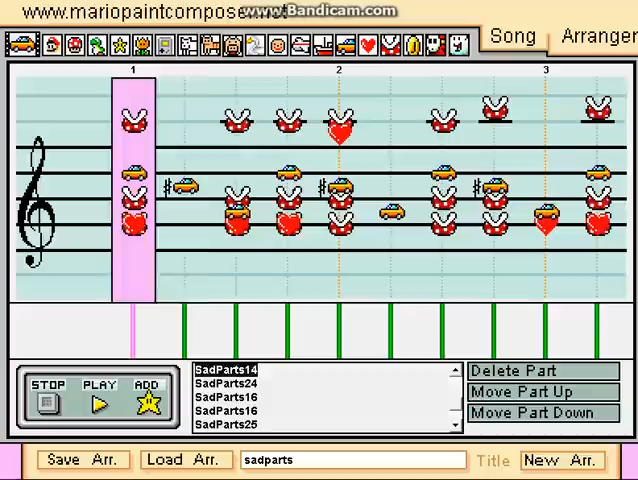 www.mariopaintcomposer.net
www.Bandicam.com
Song
Arranger
1 2 3
STOP PLAY ADD
SadParts14
SadParts24
SadParts16
SadParts16
SadParts25
Delete Part
Move Part Up
Move Part Down
Save Arr. Load Arr. sadparts Title New Arr.